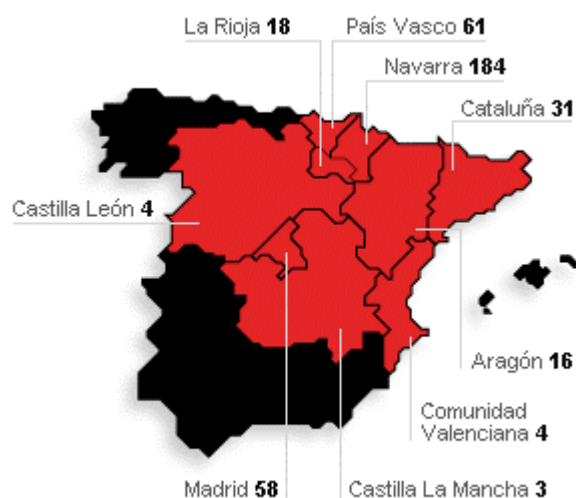 La Rioja 18
País Vasco 61
Navarra 184
Cataluña 31
Castilla León 4
Aragón 16
Comunidad
Valenciana 4
Madrid 58
Castilla La Mancha 3